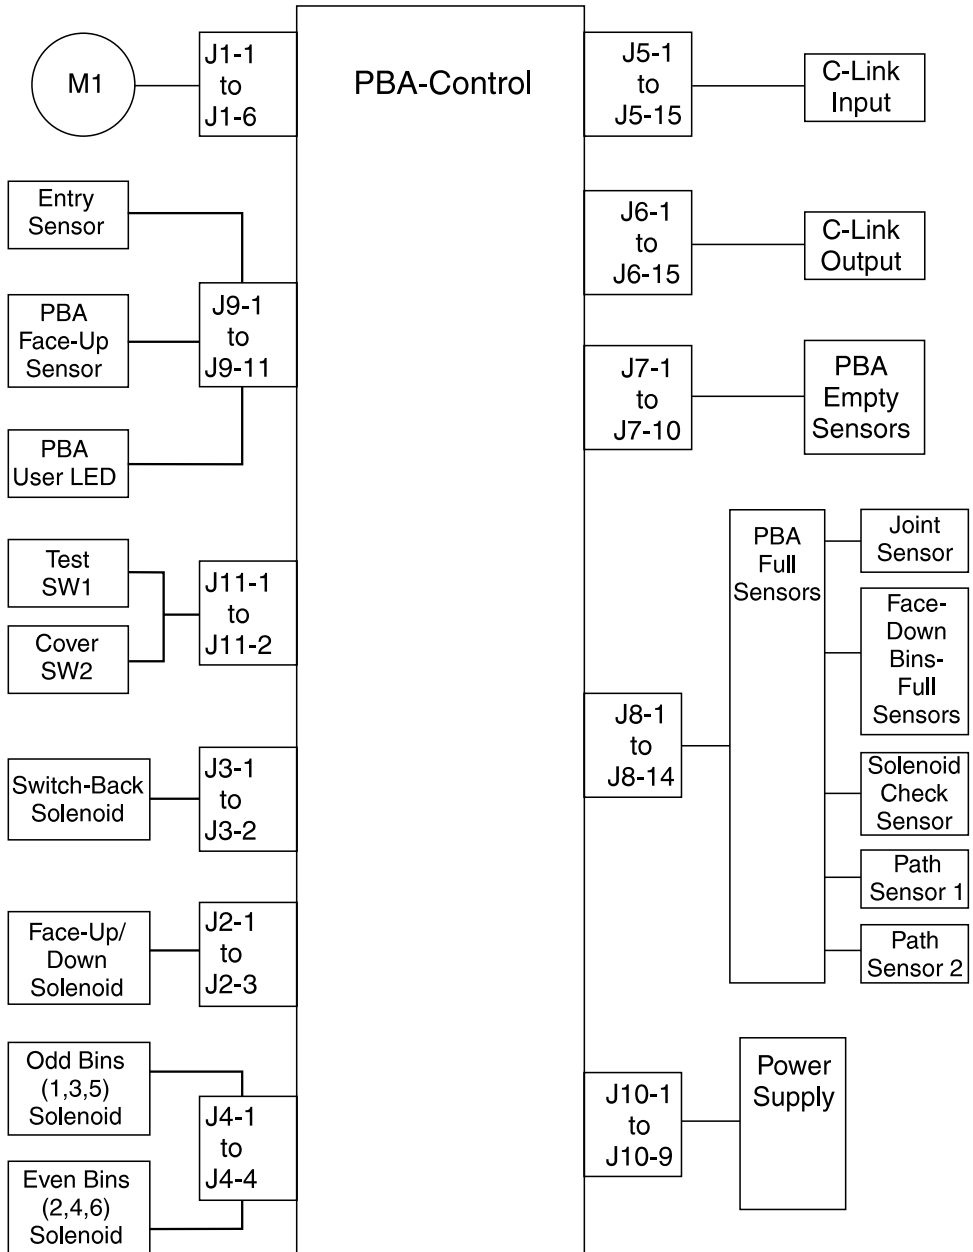 PBA-Control
M1
J1-1
to
J1-6
Entry
Sensor
PBA
Face-Up
Sensor
J9-1
to
J9-11
PBA
User LED
Test
SW1
Cover
SW2
J11-1
to
J11-2
Switch-Back
Solenoid
J3-1
to
J3-2
Face-Up/
Down
Solenoid
J2-1
to
J2-3
Odd Bins
(1,3,5)
Solenoid
Even Bins
(2,4,6)
Solenoid
J4-1
to
J4-4
J5-1
to
J5-15
C-Link
Input
J6-1
to
J6-15
C-Link
Output
J7-1
to
J7-10
PBA
Empty
Sensors
J8-1
to
J8-14
PBA
Full
Sensors
Joint
Sensor
Face-
Down
Bins-
Full
Sensors
Solenoid
Check
Sensor
Path
Sensor 1
Path
Sensor 2
J10-1
to
J10-9
Power
Supply